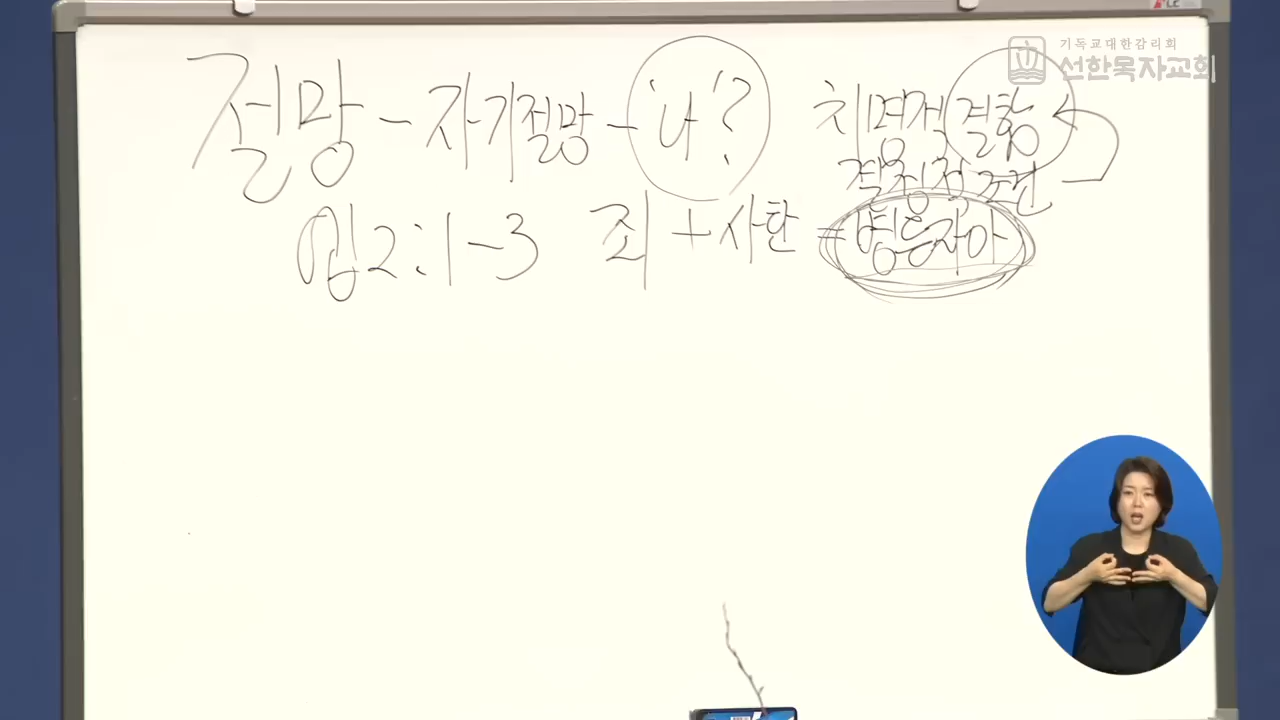 기독교대한감리회
선한목자교회
절망 - 자기절망 - '나'? 치명적 결함
결정적 조건
엡2:1-3 죄 + 사탄 = 병든자아